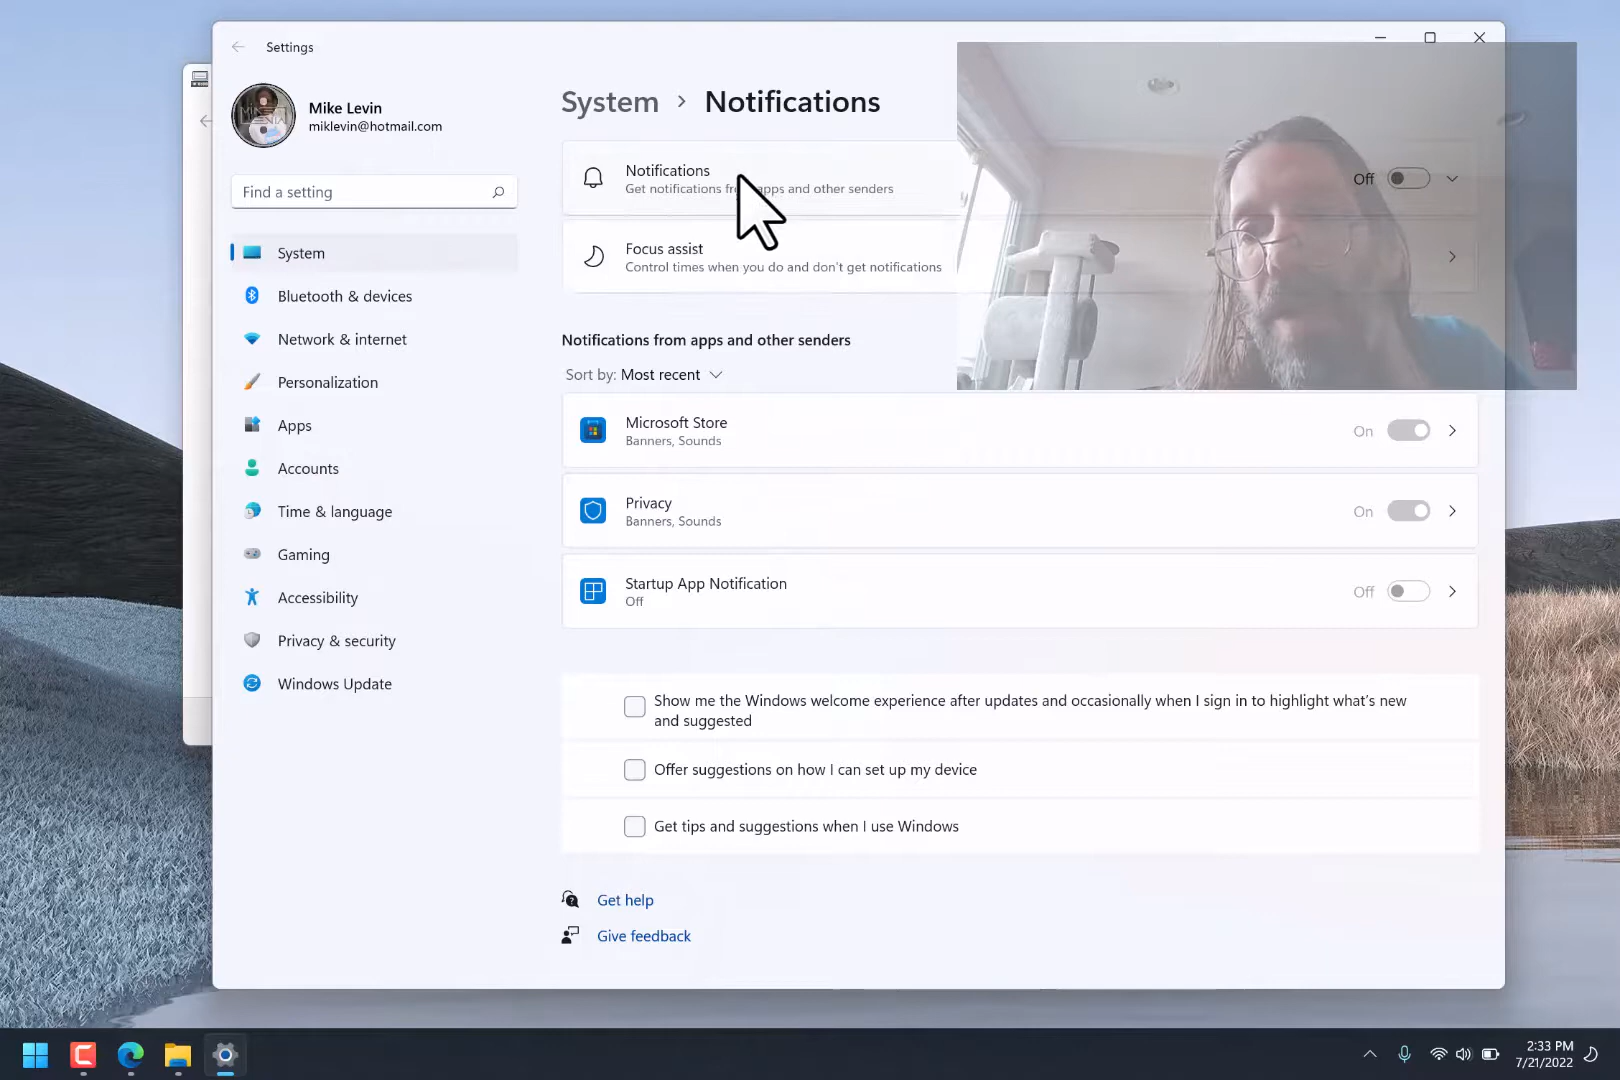 Settings
Mike Levin
miklevin@hotmail.com
Find a setting
System
Bluetooth & devices
Network & internet
Personalization
Apps
Accounts
Time & language
Gaming
Accessibility
Privacy & security
Windows Update
System > Notifications
Notifications
Get notifications from apps and other senders
Off
Focus assist
Control times when you do and don't get notifications
Notifications from apps and other senders
Sort by: Most recent
Microsoft Store
Banners, Sounds
On
Privacy
Banners, Sounds
On
Startup App Notification
Off
Off
Show me the Windows welcome experience after updates and occasionally when I sign in to highlight what's new
and suggested
Offer suggestions on how I can set up my device
Get tips and suggestions when I use Windows
Get help
Give feedback
2:33 PM
7/21/2022